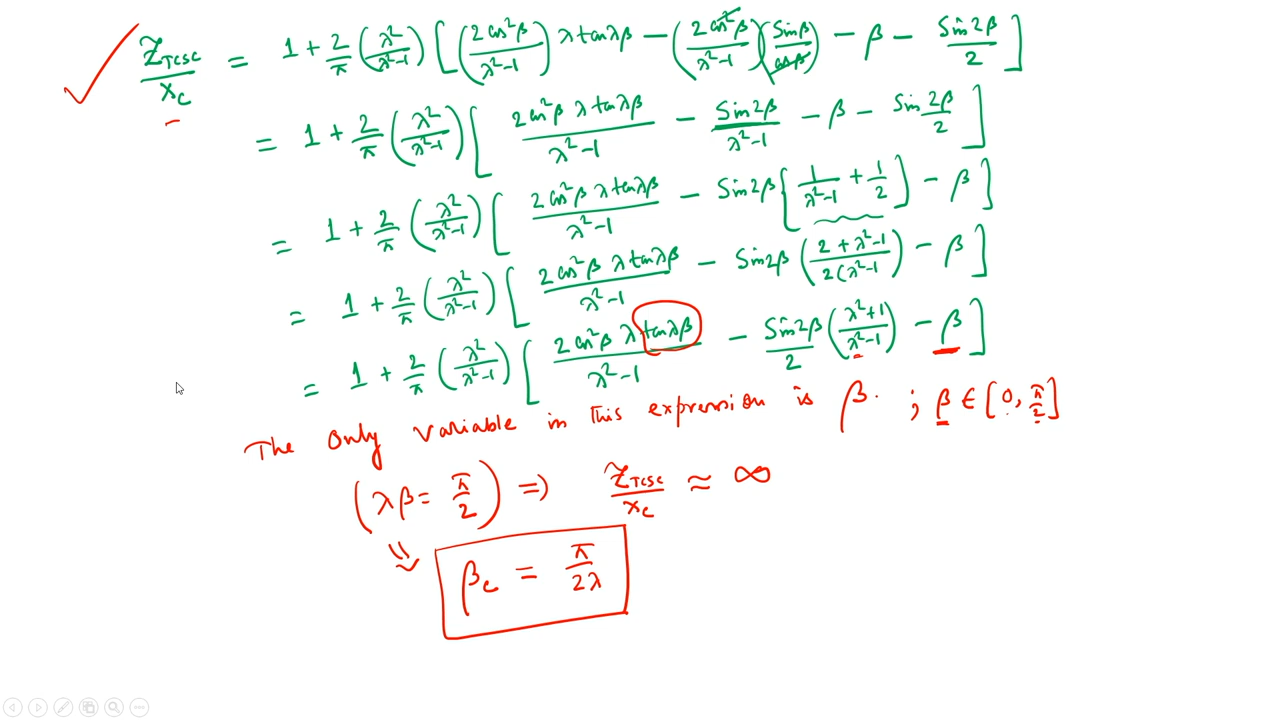 ✓ Z_TCSC / X_C = 1 + 2/π (λ²/λ²-1) [ (2cos²β/λ²-1) λ tanλβ − (2cos²β/λ²-1)(Sinβ/cosβ) − β − Sin2β/2 ]
= 1 + 2/π (λ²/λ²-1) [ 2cos²β λ tanλβ/λ²-1 − Sin2β/λ²-1 − β − Sin2β/2 ]
= 1 + 2/π (λ²/λ²-1) [ 2cos²β λ tanλβ/λ²-1 − Sin2β { 1/λ²-1 + 1/2 ] − β ]
= 1 + 2/π (λ²/λ²-1) [ 2cos²β λ tanλβ/λ²-1 − Sin2β (2+λ²-1/2(λ²-1) − β ]
= 1 + 2/π (λ²/λ²-1) [ 2cos²β λ tanλβ/λ²-1 − Sin2β/2 (λ²+1/λ²-1) − β ]
The only variable in this expression is β. ; β ∈ [0, π/2]
(λβ = π/2) ⇒ Z_TCSC / X_C ≈ ∞
⇓ β_c = π/2λ